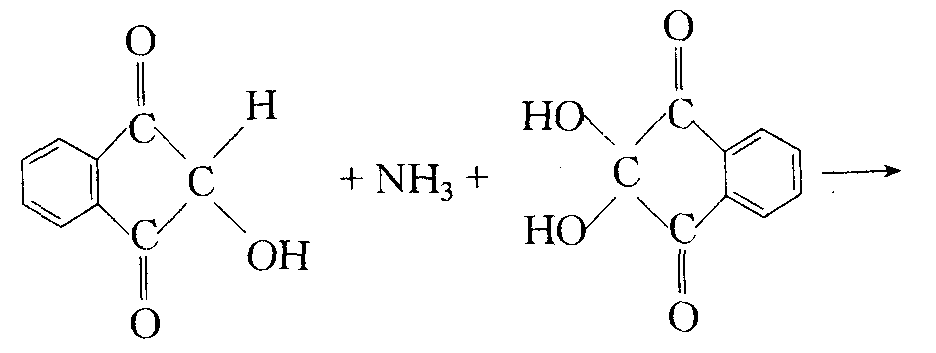 O O
C H HO C
C + NH₃ + C
C OH HO C
O O